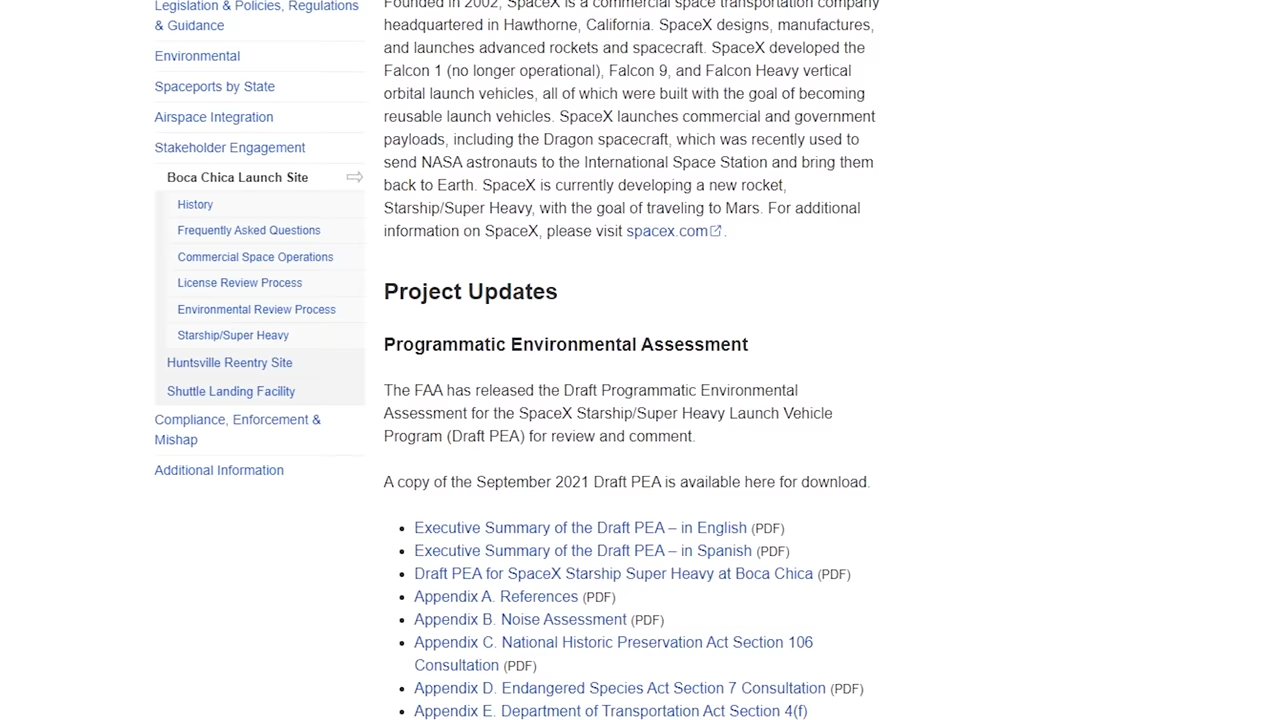 Legislation & Policies, Regulations
& Guidance
Environmental
Spaceports by State
Airspace Integration
Stakeholder Engagement
Boca Chica Launch Site
History
Frequently Asked Questions
Commercial Space Operations
License Review Process
Environmental Review Process
Starship/Super Heavy
Huntsville Reentry Site
Shuttle Landing Facility
Compliance, Enforcement &
Mishap
Additional Information
Founded in 2002, SpaceX is a commercial space transportation company
headquartered in Hawthorne, California. SpaceX designs, manufactures,
and launches advanced rockets and spacecraft. SpaceX developed the
Falcon 1 (no longer operational), Falcon 9, and Falcon Heavy vertical
orbital launch vehicles, all of which were built with the goal of becoming
reusable launch vehicles. SpaceX launches commercial and government
payloads, including the Dragon spacecraft, which was recently used to
send NASA astronauts to the International Space Station and bring them
back to Earth. SpaceX is currently developing a new rocket,
Starship/Super Heavy, with the goal of traveling to Mars. For additional
information on SpaceX, please visit spacex.com.
Project Updates
Programmatic Environmental Assessment
The FAA has released the Draft Programmatic Environmental
Assessment for the SpaceX Starship/Super Heavy Launch Vehicle
Program (Draft PEA) for review and comment.
A copy of the September 2021 Draft PEA is available here for download.
• Executive Summary of the Draft PEA – in English (PDF)
• Executive Summary of the Draft PEA – in Spanish (PDF)
• Draft PEA for SpaceX Starship Super Heavy at Boca Chica (PDF)
• Appendix A. References (PDF)
• Appendix B. Noise Assessment (PDF)
• Appendix C. National Historic Preservation Act Section 106
Consultation (PDF)
• Appendix D. Endangered Species Act Section 7 Consultation (PDF)
• Appendix E. Department of Transportation Act Section 4(f)